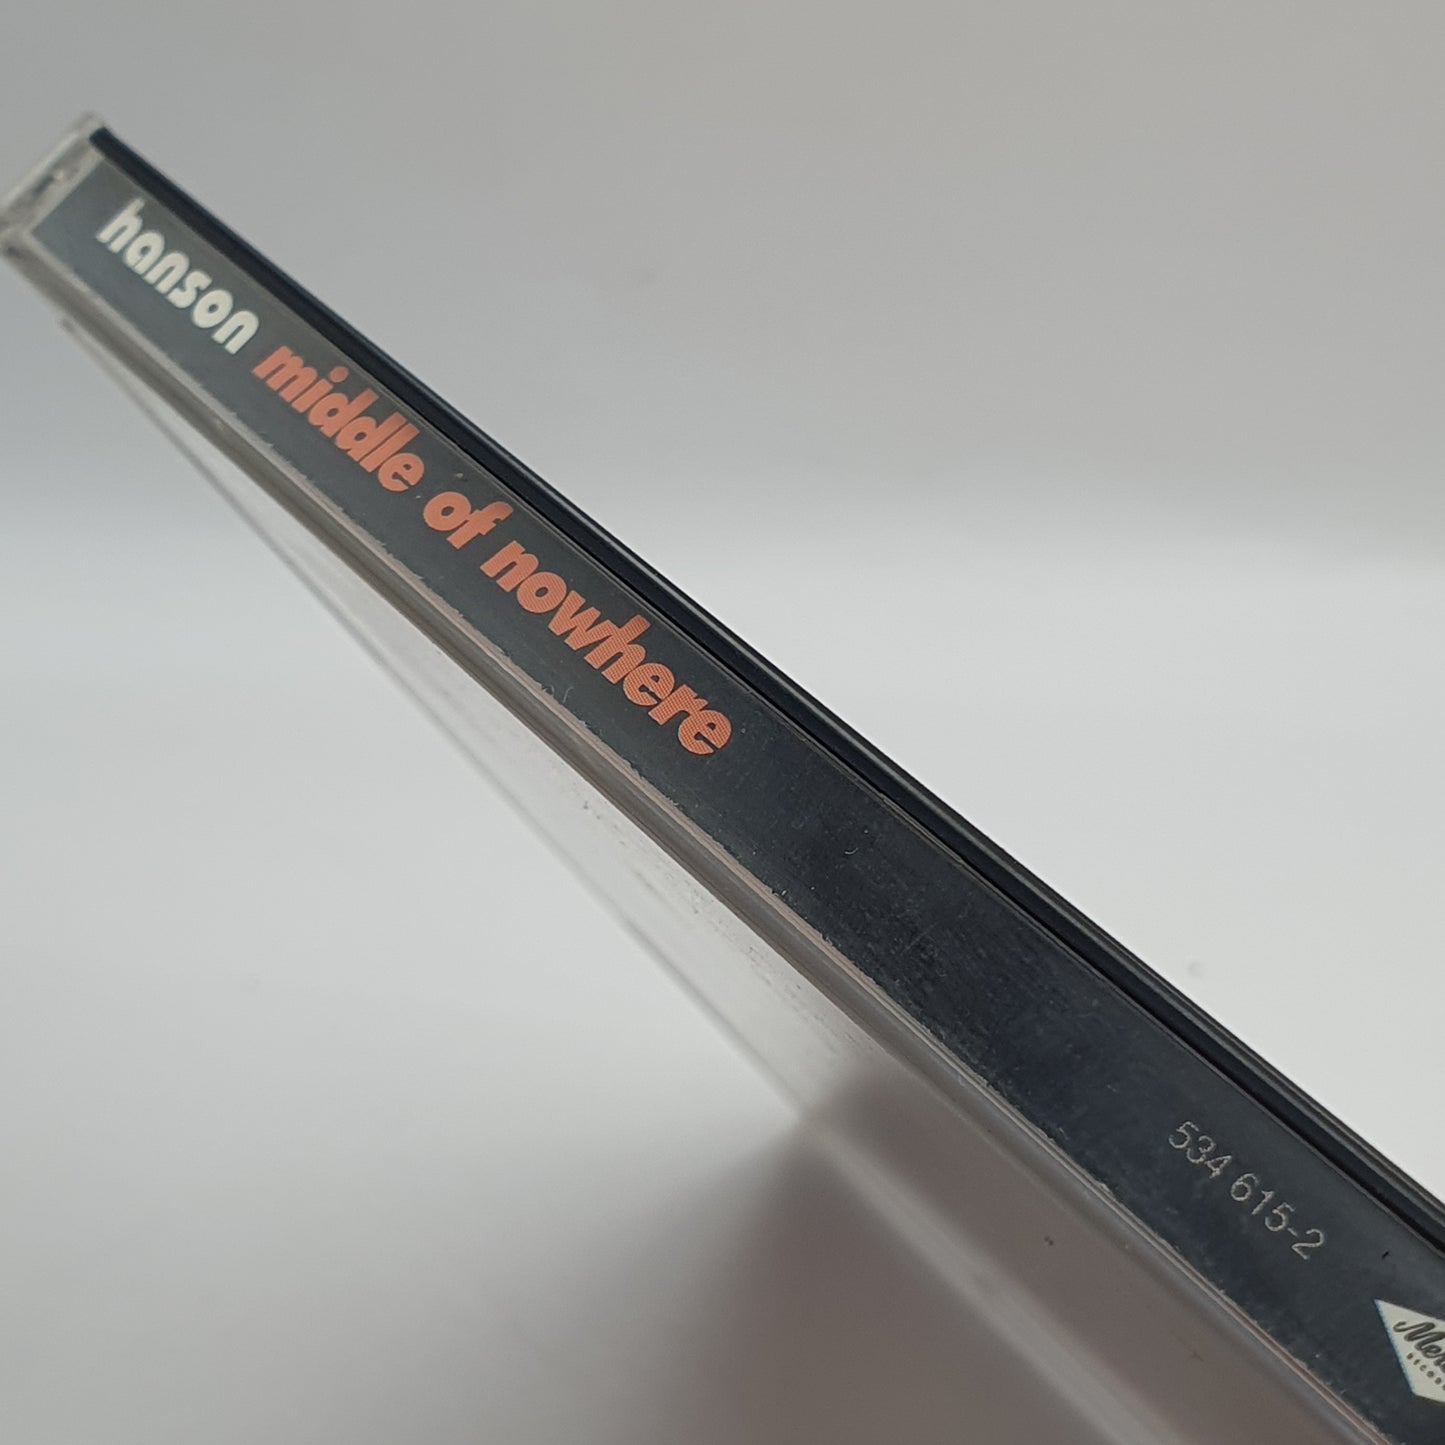 hanson middle of nowhere
534 615-2